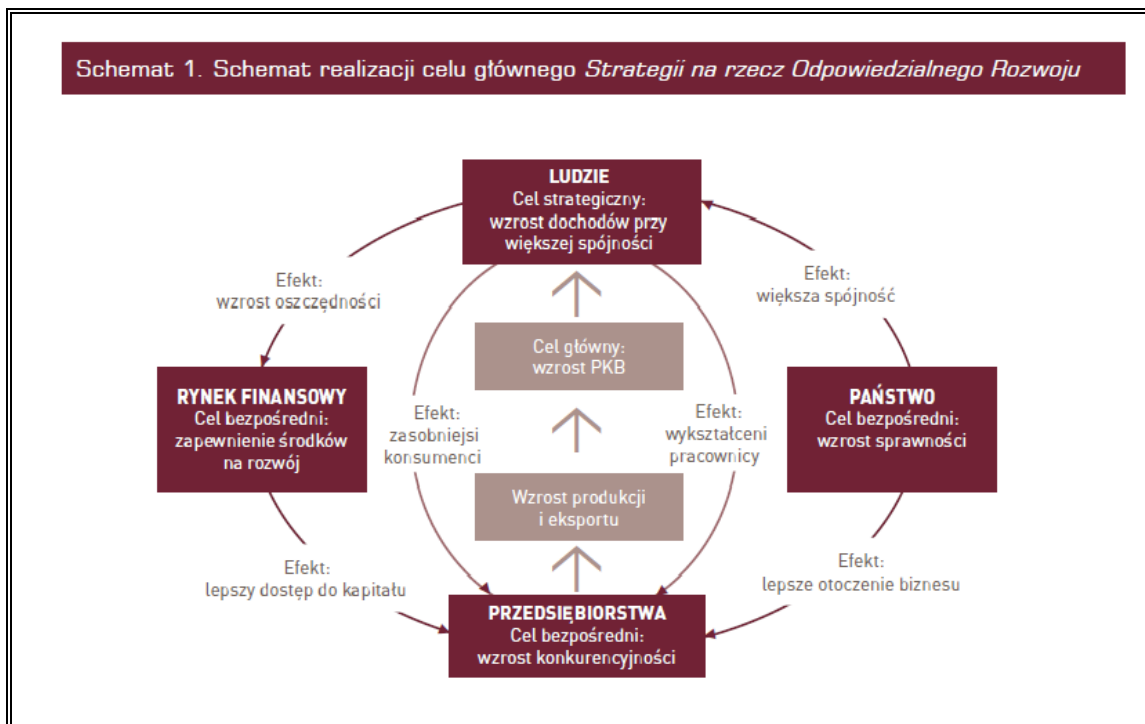 Schemat 1. Schemat realizacji celu głównego Strategii na rzecz Odpowiedzialnego Rozwoju
LUDZIE
Cel strategiczny:
wzrost dochodów przy
większej spójności
Efekt:
wzrost oszczędności
Efekt:
większa spójność
Cel główny:
wzrost PKB
RYNEK FINANSOWY
Cel bezpośredni:
zapewnienie środków
na rozwój
Efekt:
zasobniejsi
konsumenci
Efekt:
wykształceni
pracownicy
PAŃSTWO
Cel bezpośredni:
wzrost sprawności
Wzrost produkcji
i eksportu
Efekt:
lepszy dostęp do kapitału
Efekt:
lepsze otoczenie biznesu
PRZEDSIĘBIORSTWA
Cel bezpośredni:
wzrost konkurencyjności